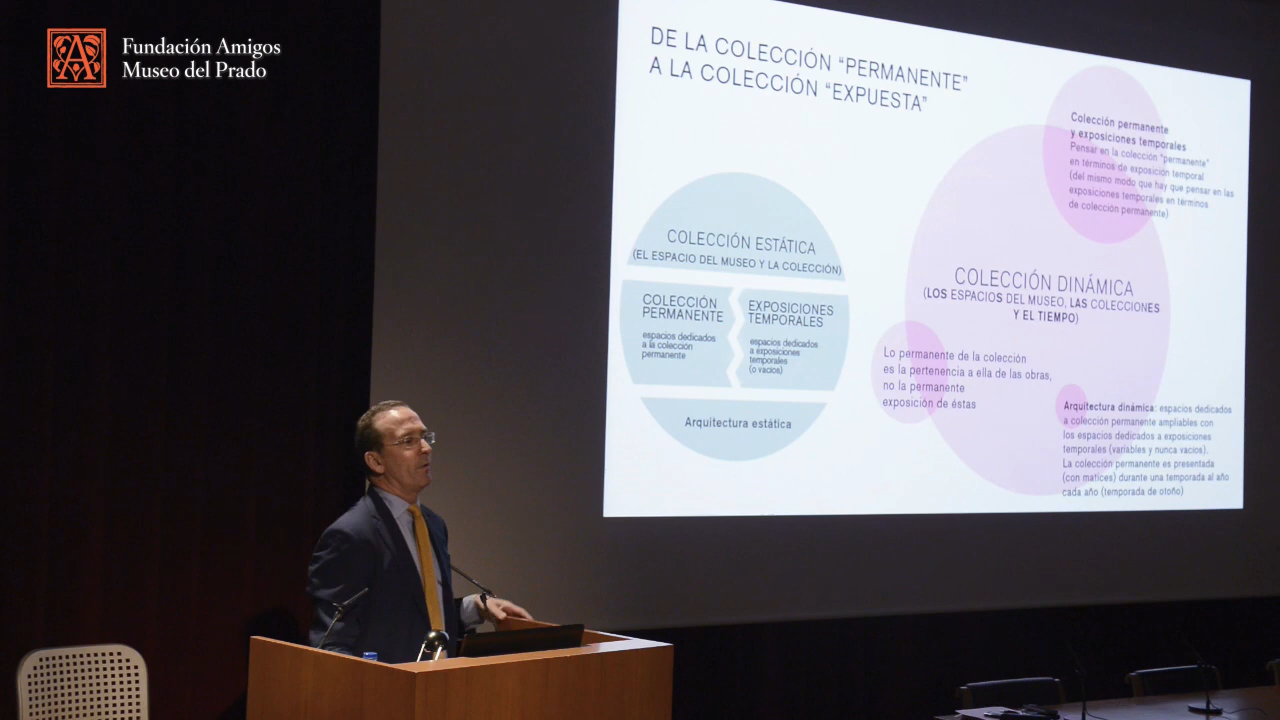 Fundación Amigos
Museo del Prado
DE LA COLECCIÓN “PERMANENTE”
A LA COLECCIÓN “EXPUESTA”
COLECCIÓN ESTÁTICA
(EL ESPACIO DEL MUSEO Y LA COLECCIÓN)
COLECCIÓN
PERMANENTE
espacios dedicados
a la colección
permanente
EXPOSICIONES
TEMPORALES
espacios dedicados
a exposiciones
temporales
(o vacios)
Arquitectura estática
Colección permanente
y exposiciones temporales
Pensar en la colección “permanente”
en términos de exposición temporal
(del mismo modo que hay que pensar en las
exposiciones temporales en términos
de colección permanente)
COLECCIÓN DINÁMICA
(LOS ESPACIOS DEL MUSEO, LAS COLECCIONES
Y EL TIEMPO)
Lo permanente de la colección
es la pertenencia a ella de las obras,
no la permanente
exposición de éstas
Arquitectura dinámica: espacios dedicados
a colección permanente ampliables con
los espacios dedicados a exposiciones
temporales (variables y nunca vacios).
La colección permanente es presentada
(con matices) durante una temporada al año
cada año (temporada de otoño)